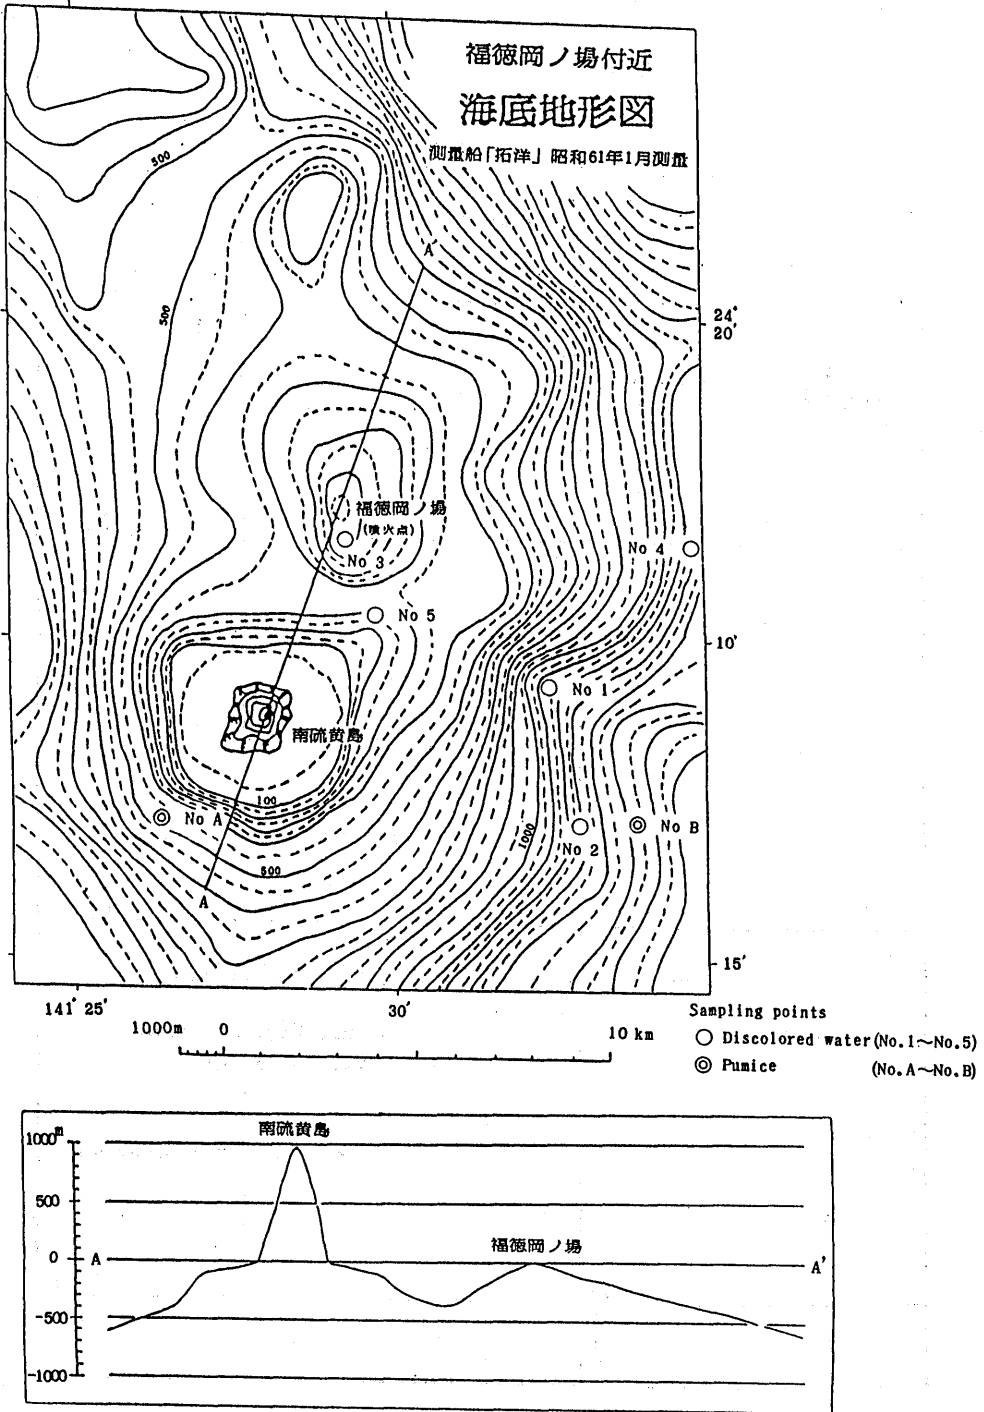 福徳岡ノ場付近
海底地形図
測量船「拓洋」昭和61年1月測量
500
A'
500
24°
20'
福徳岡ノ場
(噴火点)
No 4
No 3
No 5
10'
No 1
南硫黄島
100
No A
1000
No B
No 2
500
A
15'
141° 25'
30'
Sampling points
1000m 0 10 km
○ Discolored water(No.1~No.5)
◎ Pumice (No.A~No.B)
南硫黄島
1000m
500
福徳岡ノ場
0 A A'
-500
-1000